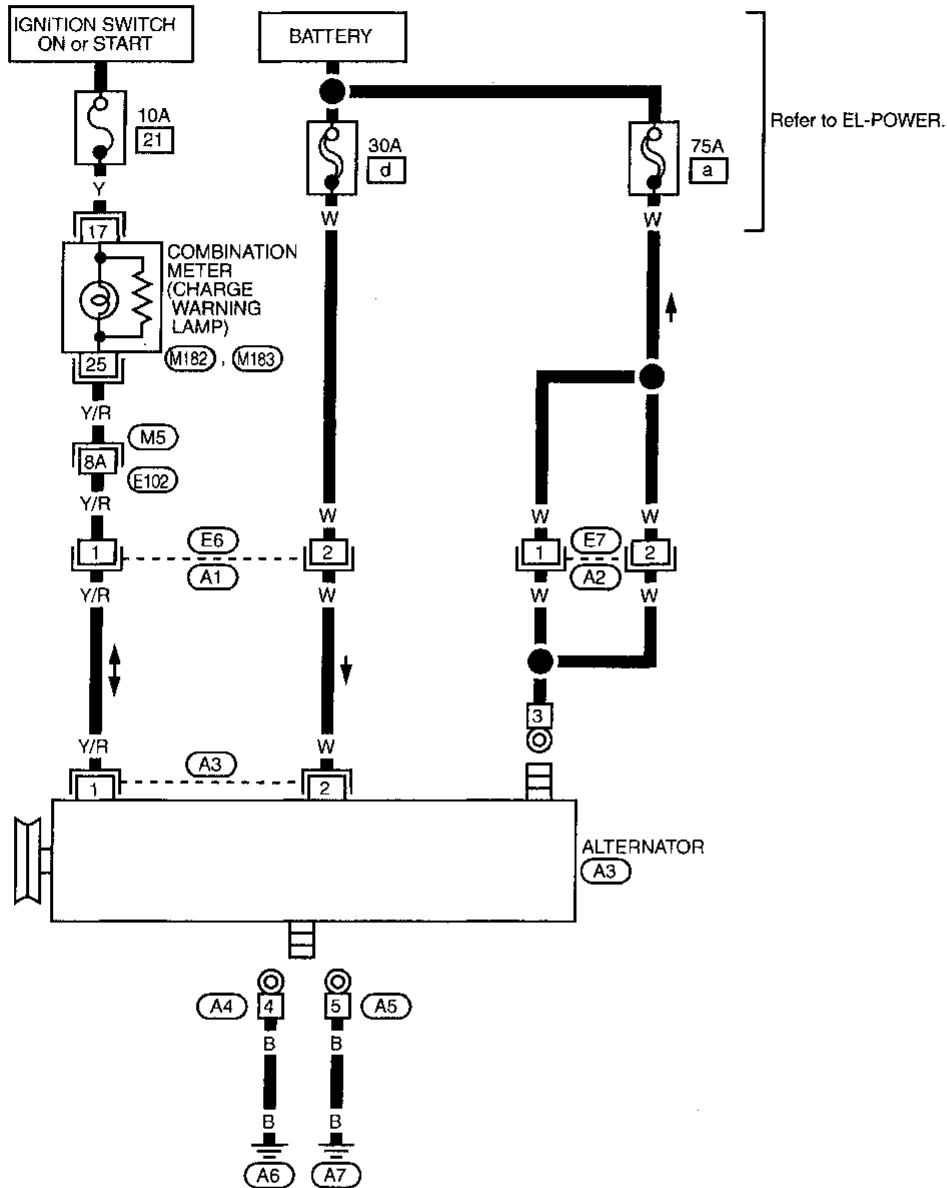 IGNITION SWITCH
ON or START
BATTERY
10A
21
30A
d
75A
a
Refer to EL-POWER.
Y
W
W
17
COMBINATION
METER
(CHARGE
WARNING
LAMP)
M182 , M183
25
Y/R
M5
8A
E102
Y/R
W
W
W
1
E6
2
1
E7
2
A1
A2
Y/R
W
W
W
3
Y/R
W
A3
1
2
ALTERNATOR
A3
A4
4
5
A5
B
B
B
B
A6
A7